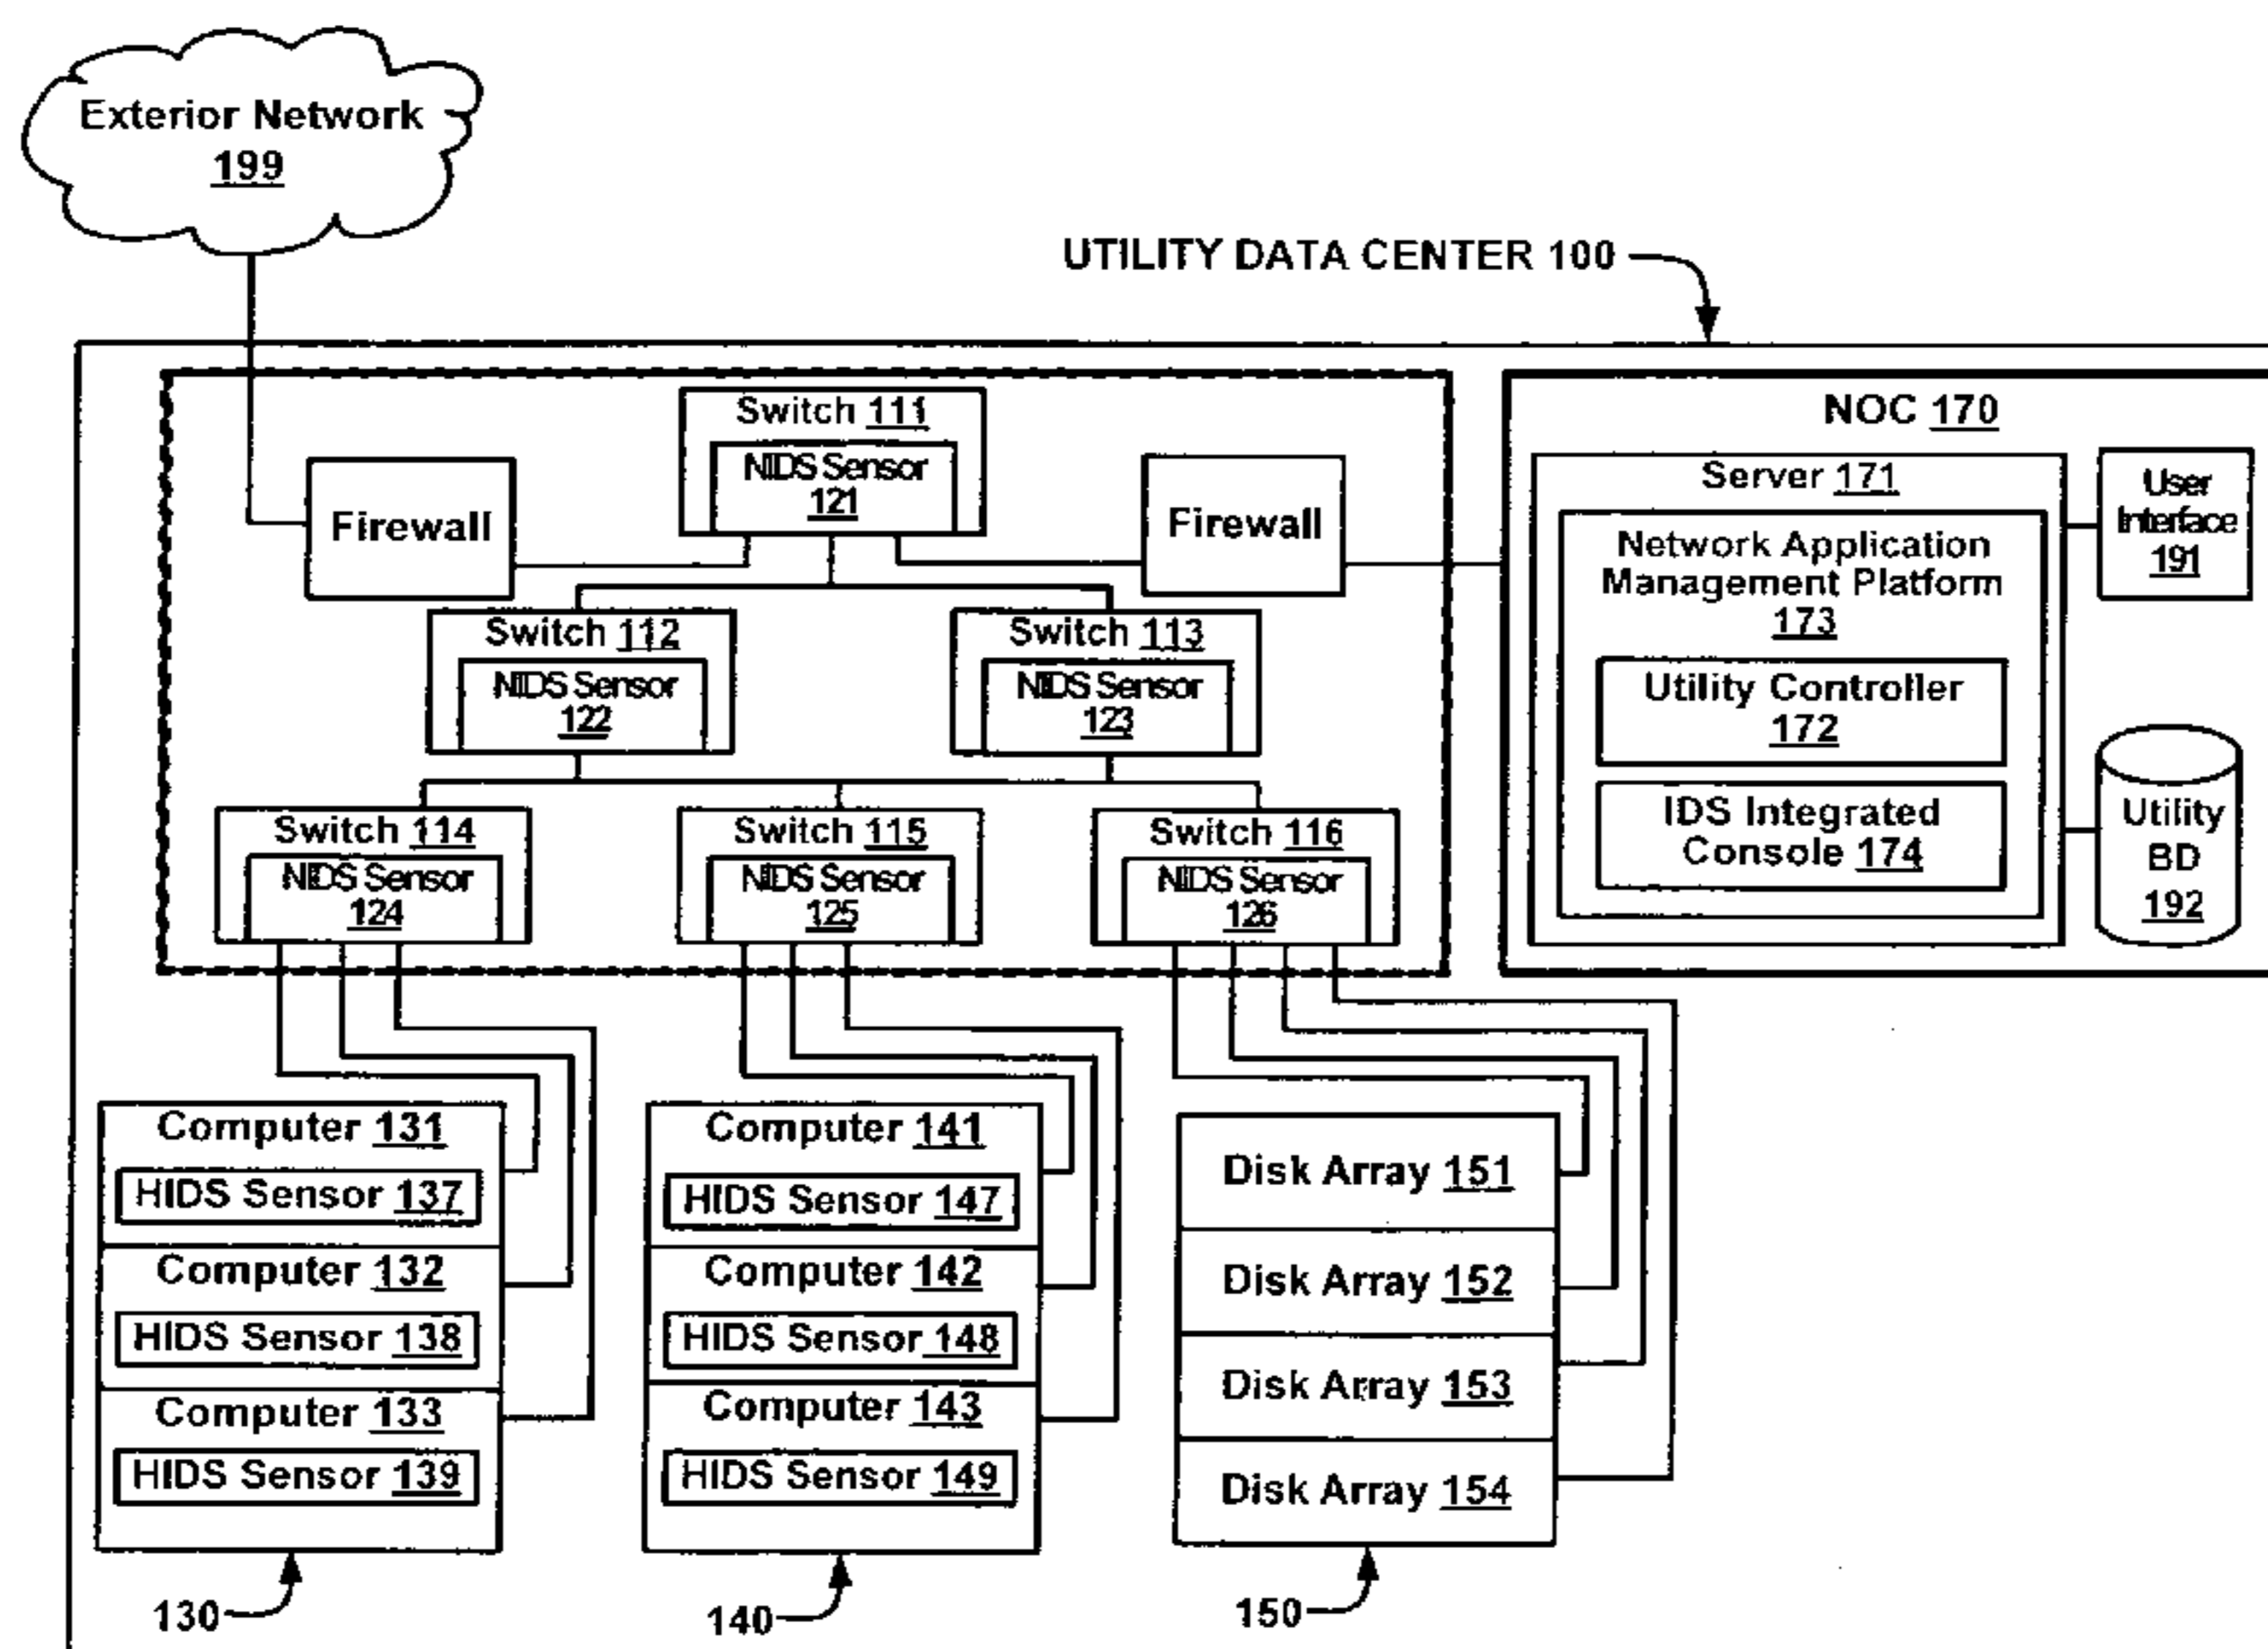 Exterior Network
199
UTILITY DATA CENTER 100
Switch 111
NIDS Sensor
121
Firewall
Firewall
Switch 112
NIDS Sensor
122
Switch 113
NIDS Sensor
123
Switch 114
NIDS Sensor
124
Switch 115
NIDS Sensor
125
Switch 116
NIDS Sensor
126
NOC 170
Server 171
Network Application
Management Platform
173
Utility Controller
172
IDS Integrated
Console 174
User
Interface
191
Utility
BD
192
Computer 131
HIDS Sensor 137
Computer 132
HIDS Sensor 138
Computer 133
HIDS Sensor 139
130
Computer 141
HIDS Sensor 147
Computer 142
HIDS Sensor 148
Computer 143
HIDS Sensor 149
140
Disk Array 151
Disk Array 152
Disk Array 153
Disk Array 154
150